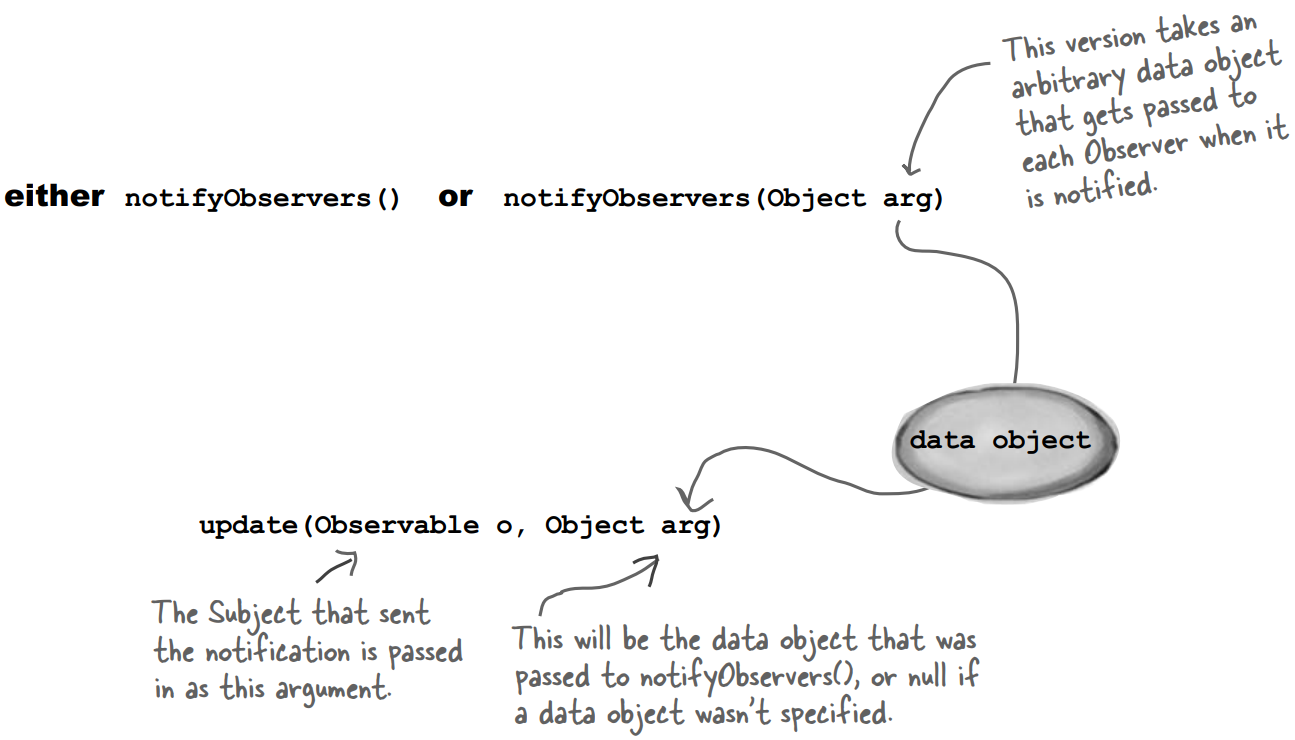 This version takes an
arbitrary data object
that gets passed to
each Observer when it
is notified.
either notifyObservers() or notifyObservers(Object arg)
data object
update(Observable o, Object arg)
The Subject that sent
the notification is passed
in as this argument.
This will be the data object that was
passed to notifyObservers(), or null if
a data object wasn't specified.